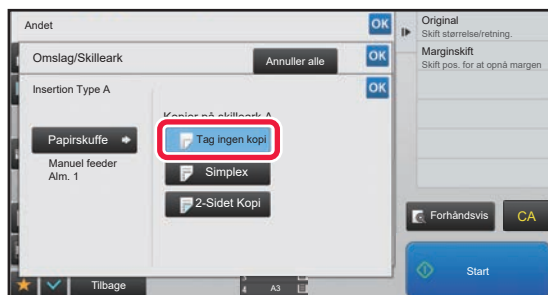 Andet
OK
Omslag/Skilleark
Annuller alle
OK
Insertion Type A
OK
Kopier på skilleark A
Papirskuffe
Manuel feeder
Alm. 1
Tag ingen kopi
Simplex
2-Sidet Kopi
Tilbage
4 A3
Original
Skift størrelse/retning.
Marginskift
Skift pos. for at opnå margen
Forhåndsvis
CA
Start